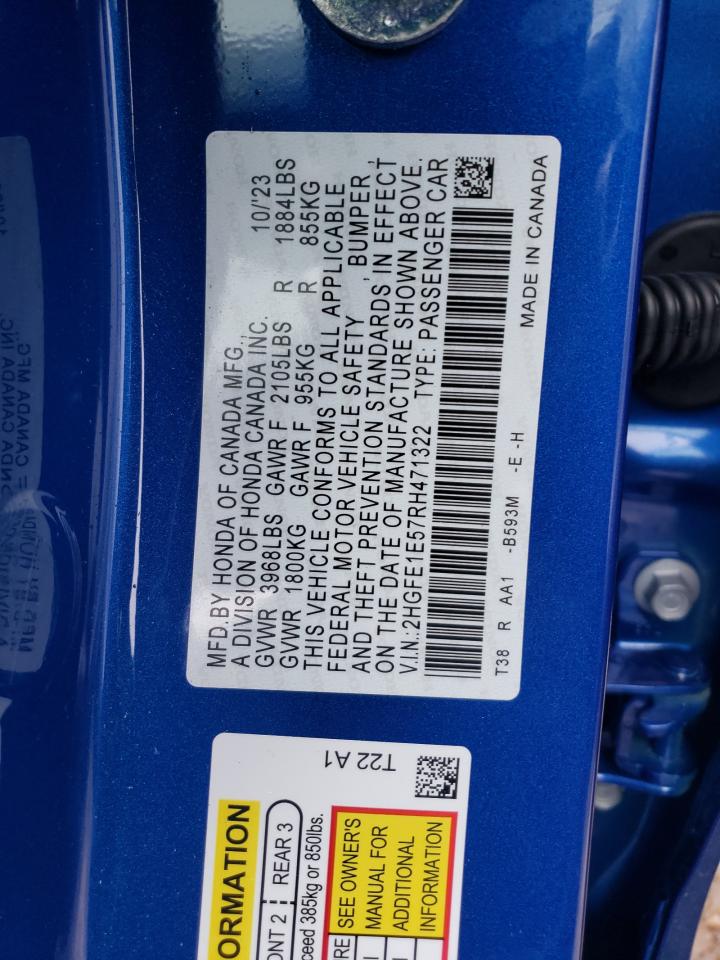 MFD.BY HONDA OF CANADA MFG., 10/'23
A DIVISION OF HONDA CANADA INC.
GVWR 3968LBS GAWR F 2105LBS R 1884LBS
GVWR 1800KG GAWR F 955KG R 855KG
THIS VEHICLE CONFORMS TO ALL APPLICABLE
FEDERAL MOTOR VEHICLE SAFETY , BUMPER ,
AND THEFT PREVENTION STANDARDS IN EFFECT
ON THE DATE OF MANUFACTURE SHOWN ABOVE.
V.I.N.:2HGFE1E57RH471322 TYPE: PASSENGER CAR
T38 R AA1 -B593M -E -H MADE IN CANADA
T22 A1
ORMATION
ONT 2 REAR 3
ceed 385kg or 850lbs.
RE SEE OWNER'S
MANUAL FOR
ADDITIONAL
INFORMATION